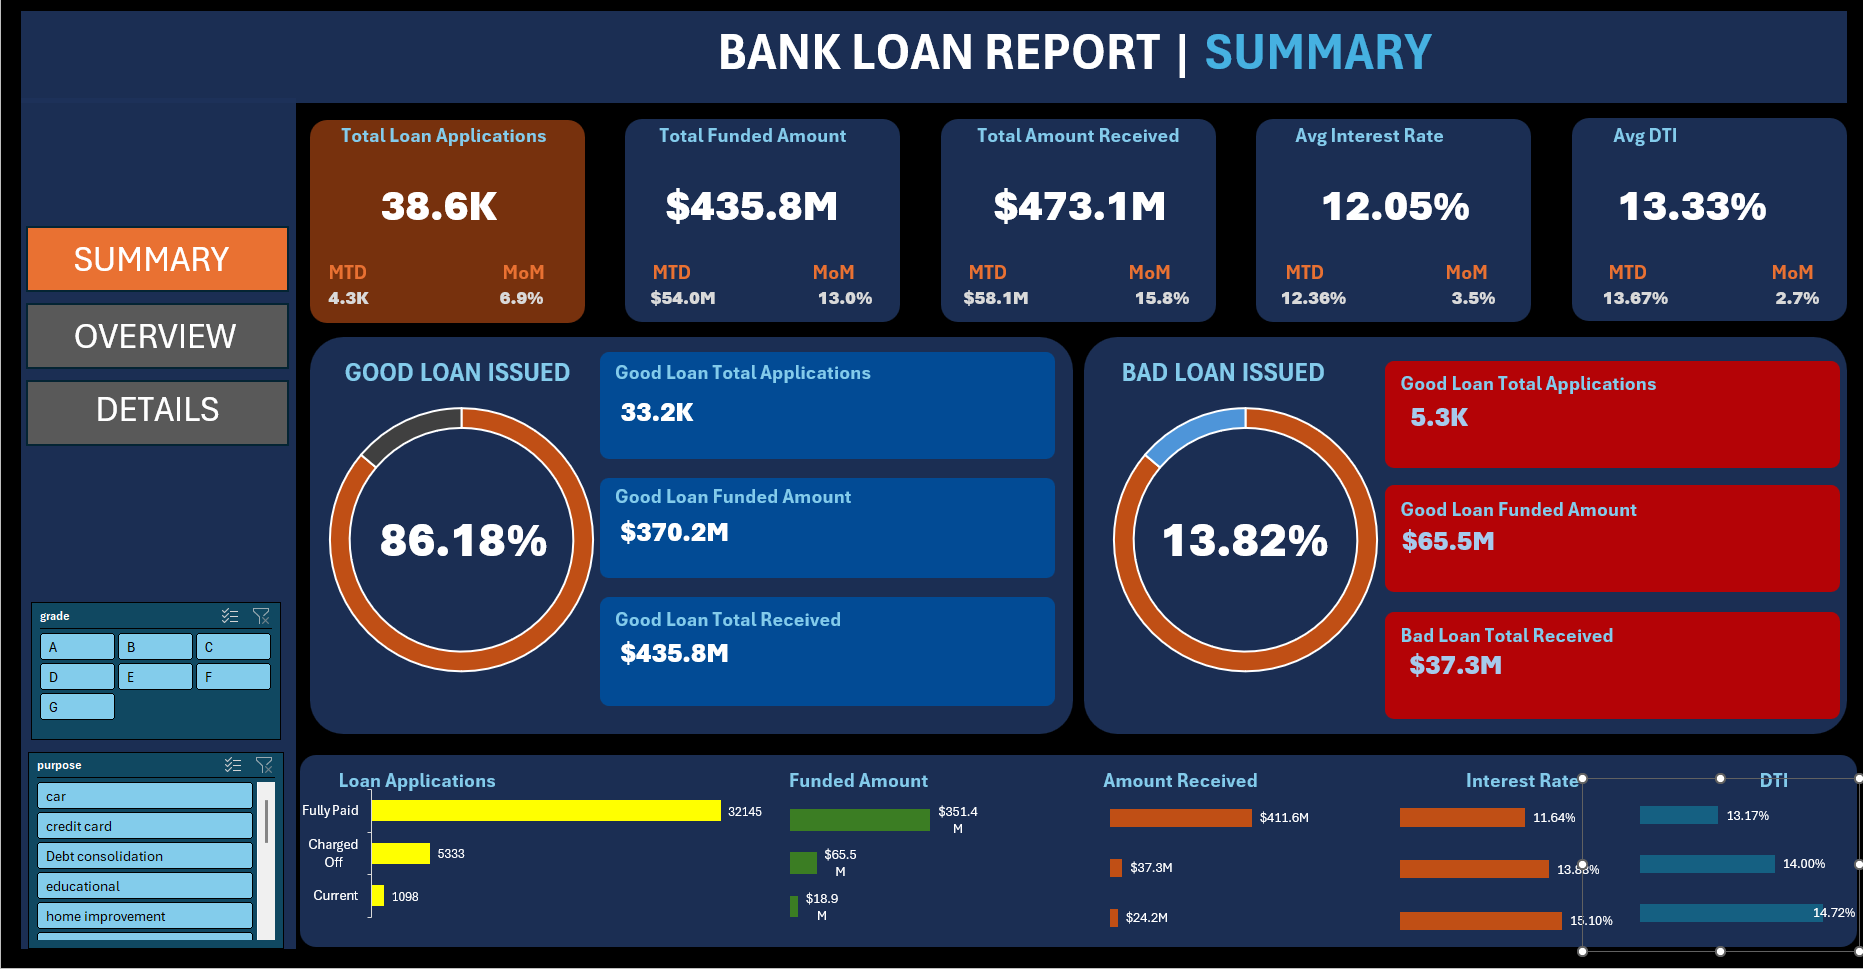 BANK LOAN REPORT | SUMMARY
SUMMARY
OVERVIEW
DETAILS
grade
A B C
D E F
G
purpose
car
credit card
Debt consolidation
educational
home improvement
Total Loan Applications
38.6K
MTD MoM
4.3K 6.9%
Total Funded Amount
$435.8M
MTD MoM
$54.0M 13.0%
Total Amount Received
$473.1M
MTD MoM
$58.1M 15.8%
Avg Interest Rate
12.05%
MTD MoM
12.36% 3.5%
Avg DTI
13.33%
MTD MoM
13.67% 2.7%
GOOD LOAN ISSUED
86.18%
Good Loan Total Applications
33.2K
Good Loan Funded Amount
$370.2M
Good Loan Total Received
$435.8M
BAD LOAN ISSUED
13.82%
Good Loan Total Applications
5.3K
Good Loan Funded Amount
$65.5M
Bad Loan Total Received
$37.3M
Loan Applications
Fully Paid 32145
Charged
Off
5333
Current 1098
Funded Amount
$351.4
M
$65.5
M
$18.9
M
Amount Received
$411.6M
$37.3M
$24.2M
Interest Rate
11.64%
13.88%
15.10%
DTI
13.17%
14.00%
14.72%